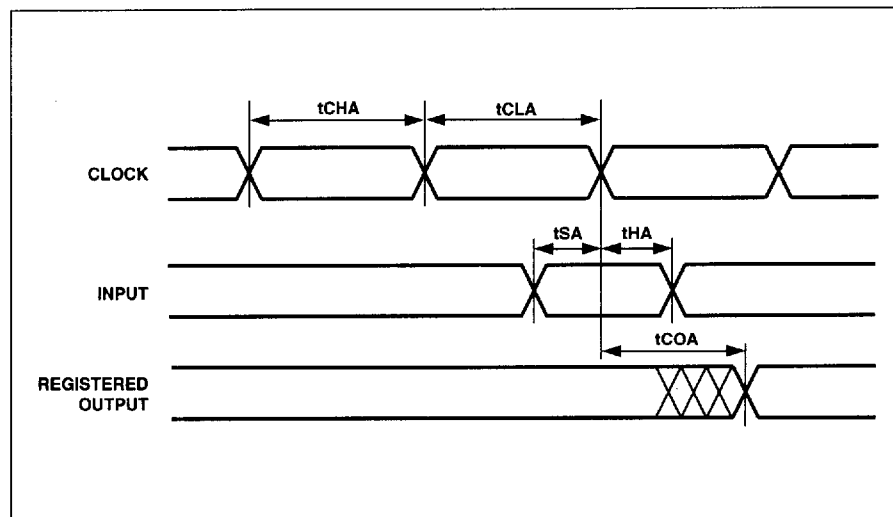 tCHA
tCLA
CLOCK
tSA
tHA
INPUT
tCOA
REGISTERED
OUTPUT